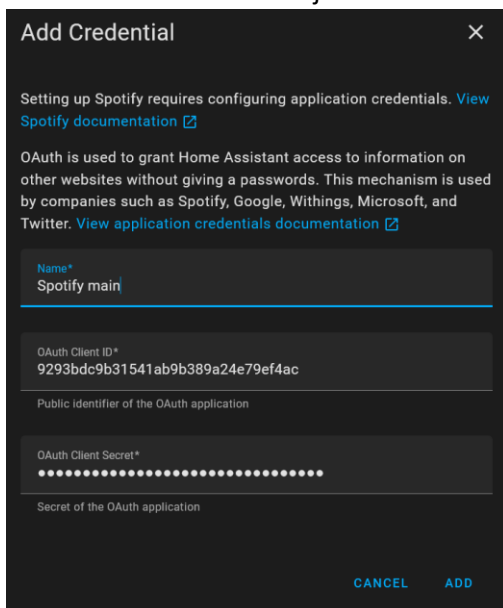 Add Credential
Setting up Spotify requires configuring application credentials. View
Spotify documentation
OAuth is used to grant Home Assistant access to information on
other websites without giving a passwords. This mechanism is used
by companies such as Spotify, Google, Withings, Microsoft, and
Twitter. View application credentials documentation
Name*
Spotify main
OAuth Client ID*
9293bdc9b31541ab9b389a24e79ef4ac
Public identifier of the OAuth application
OAuth Client Secret*
••••••••••••••••••••••••••••••••
Secret of the OAuth application
CANCEL ADD